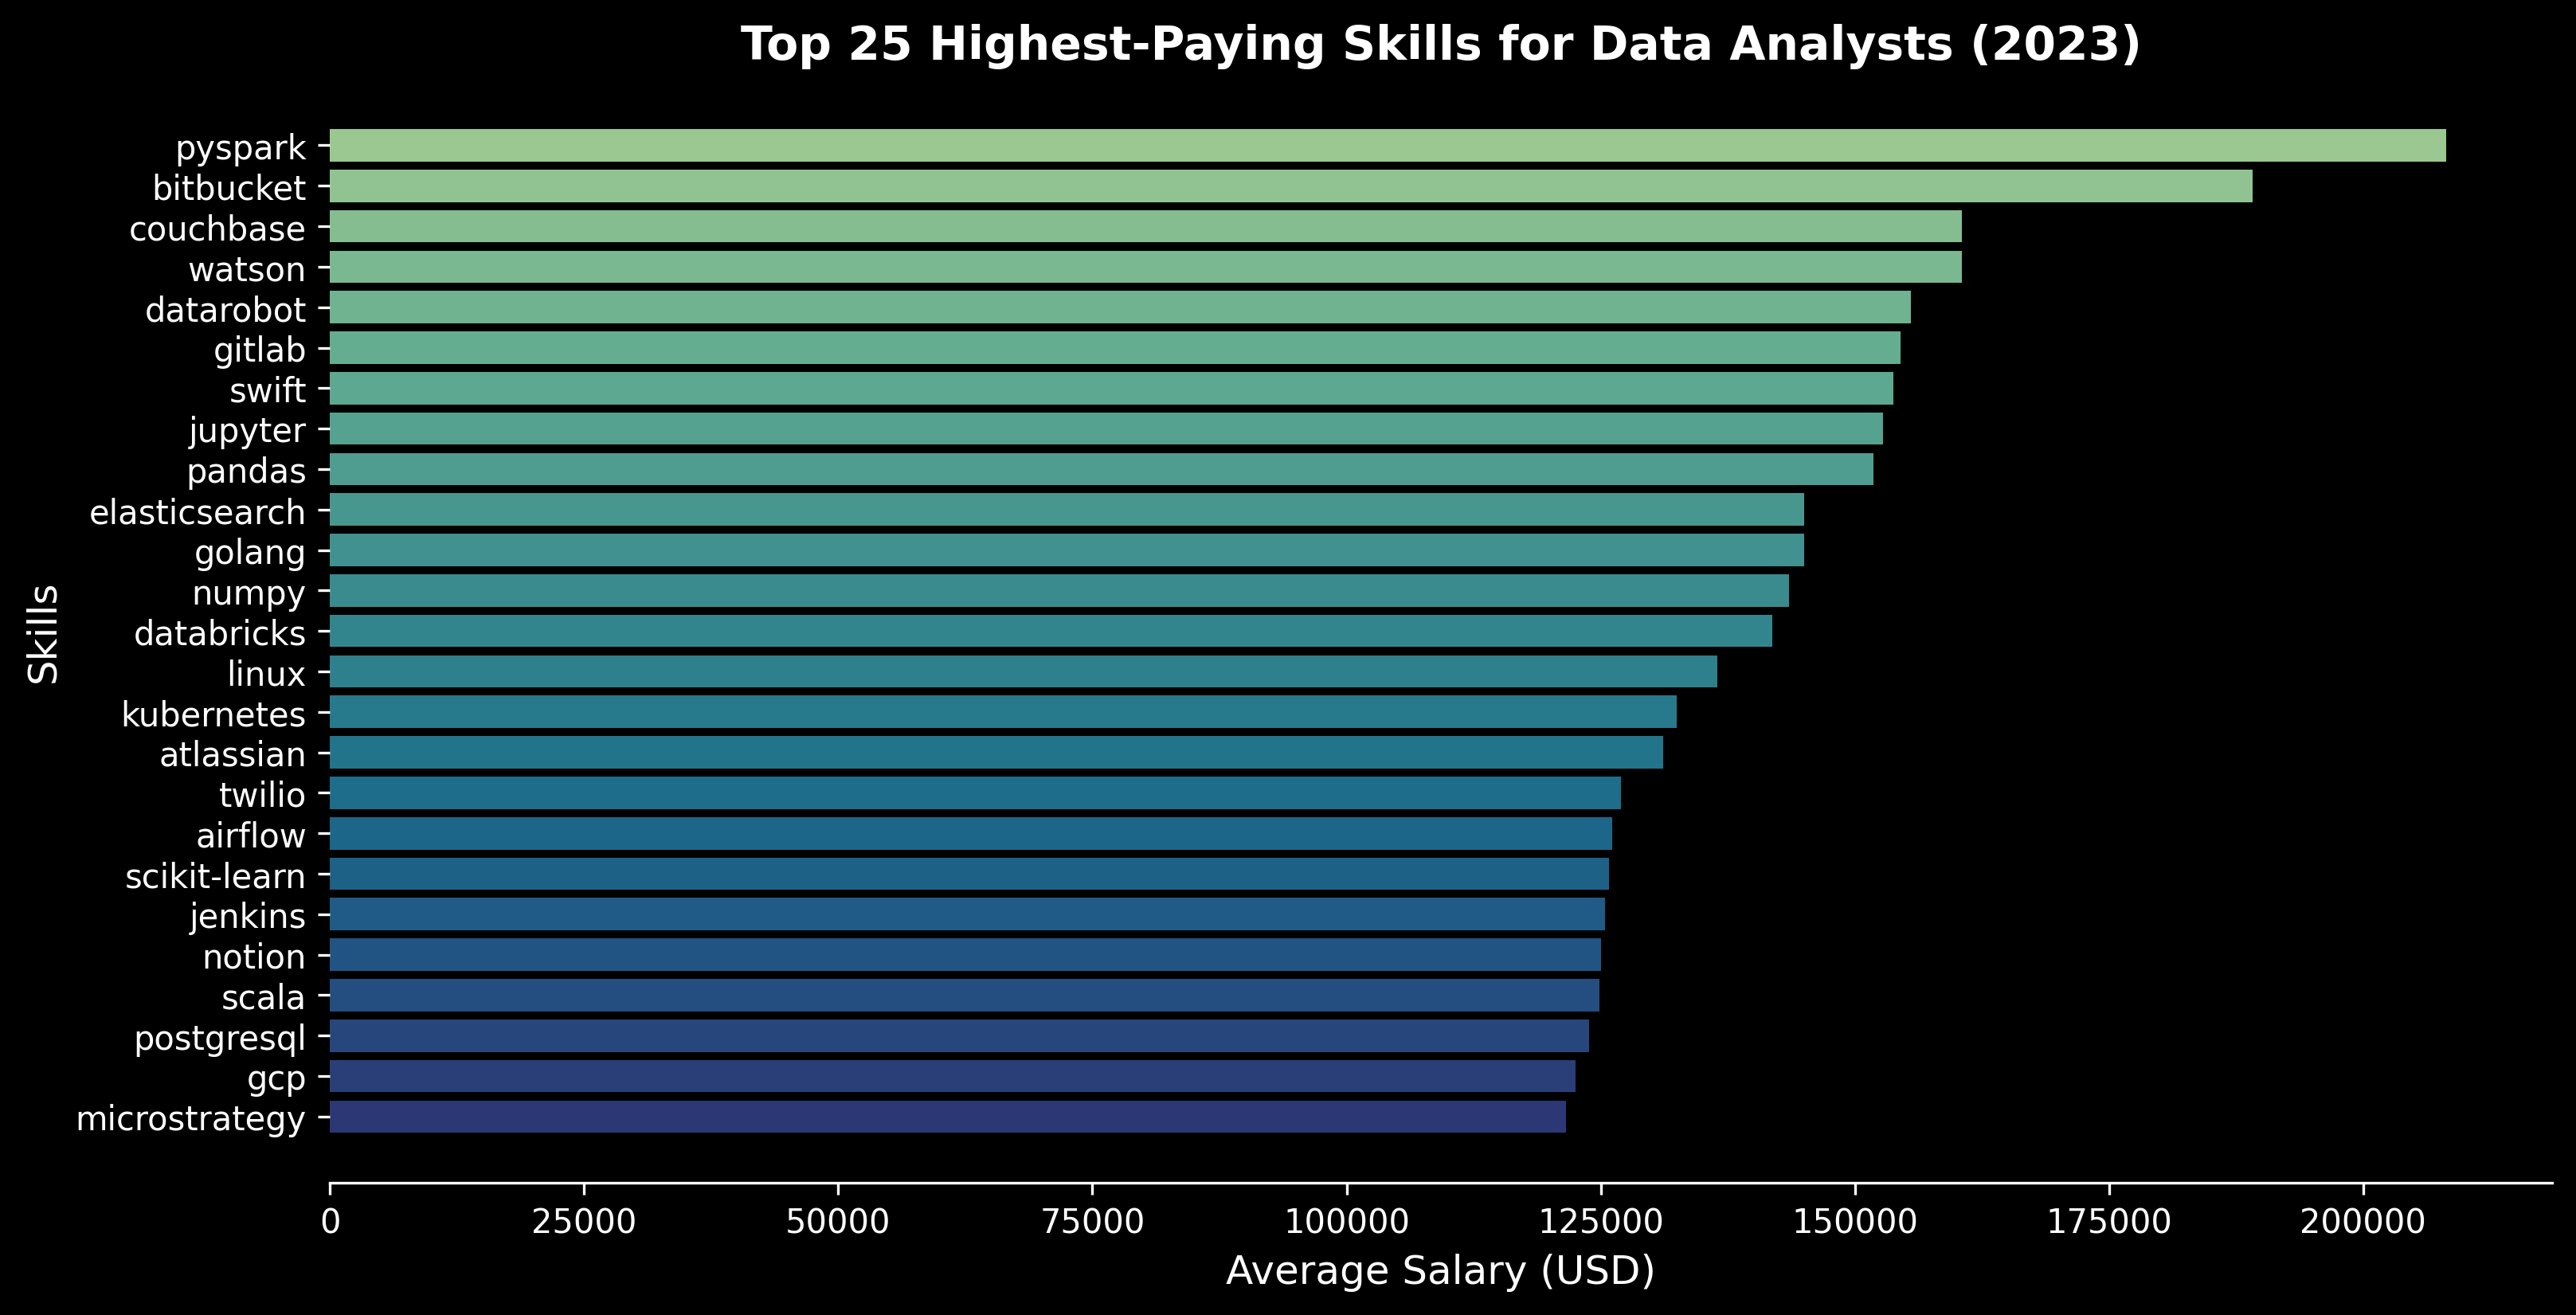 Top 25 Highest-Paying Skills for Data Analysts (2023)
Skills
pyspark
bitbucket
couchbase
watson
datarobot
gitlab
swift
jupyter
pandas
elasticsearch
golang
numpy
databricks
linux
kubernetes
atlassian
twilio
airflow
scikit-learn
jenkins
notion
scala
postgresql
gcp
microstrategy
0 25000 50000 75000 100000 125000 150000 175000 200000
Average Salary (USD)